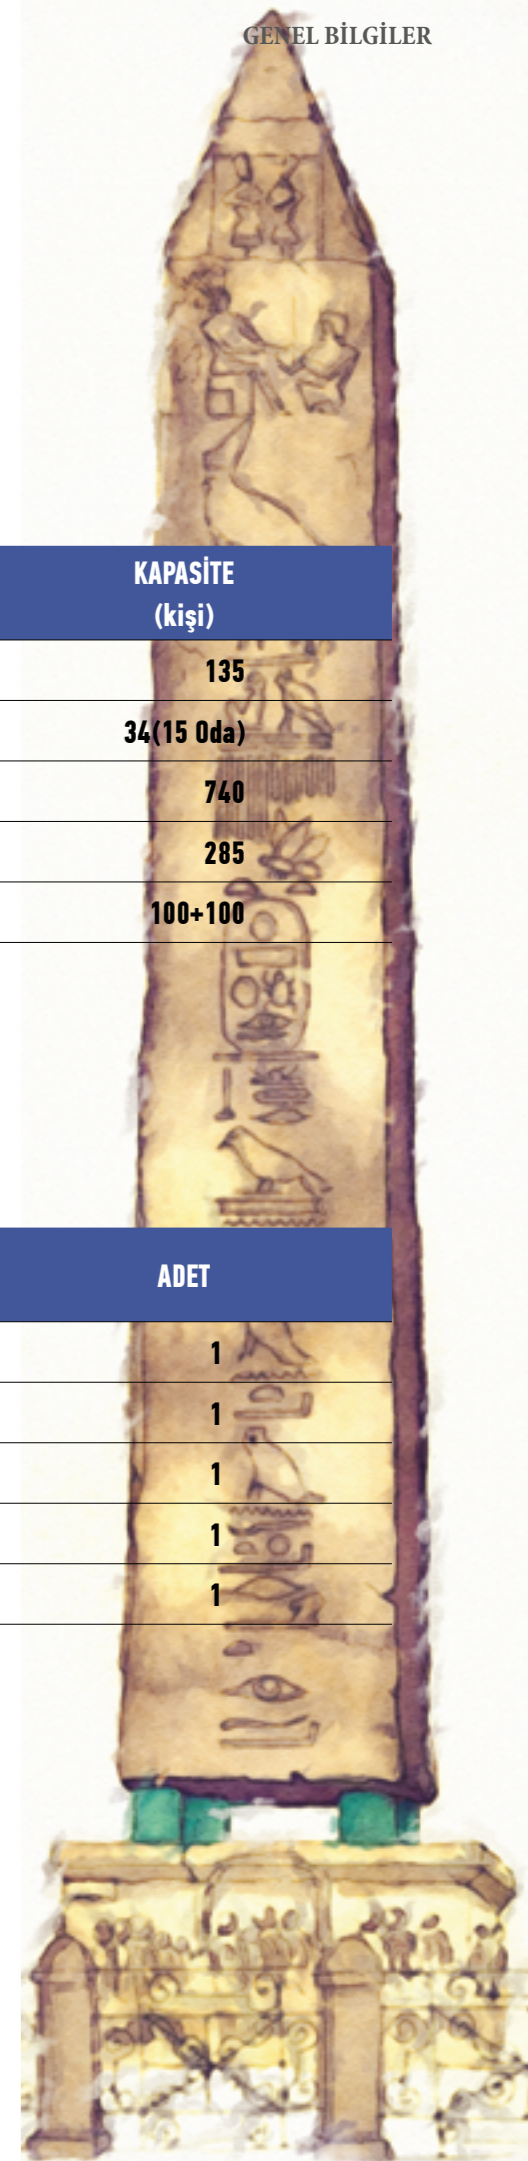 GENEL BİLGİLER
KAPASİTE
(kişi)
135
34(15 Oda)
740
285
100+100
ADET
1
1
1
1
1